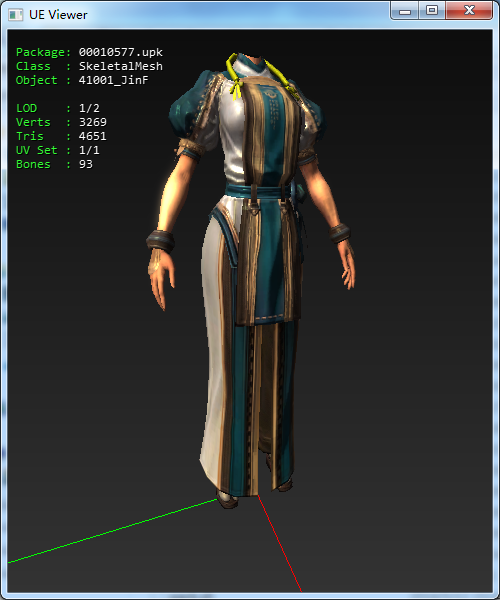 UE Viewer
Package: 00010577.upk
Class : SkeletalMesh
Object : 41001_JinF
LOD : 1/2
Verts : 3269
Tris : 4651
UV Set : 1/1
Bones : 93